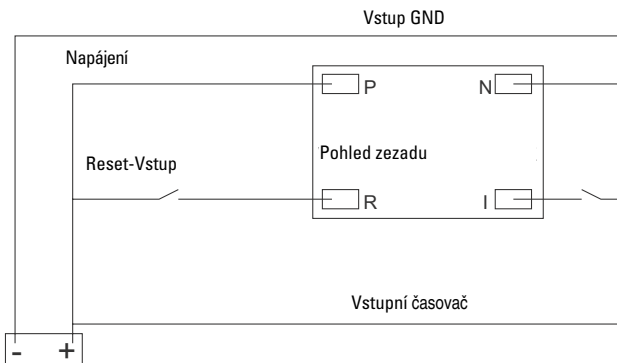 Vstup GND
Napájení
P N
Pohled zezadu
Reset-Vstup
R I
Vstupní časovač
- +